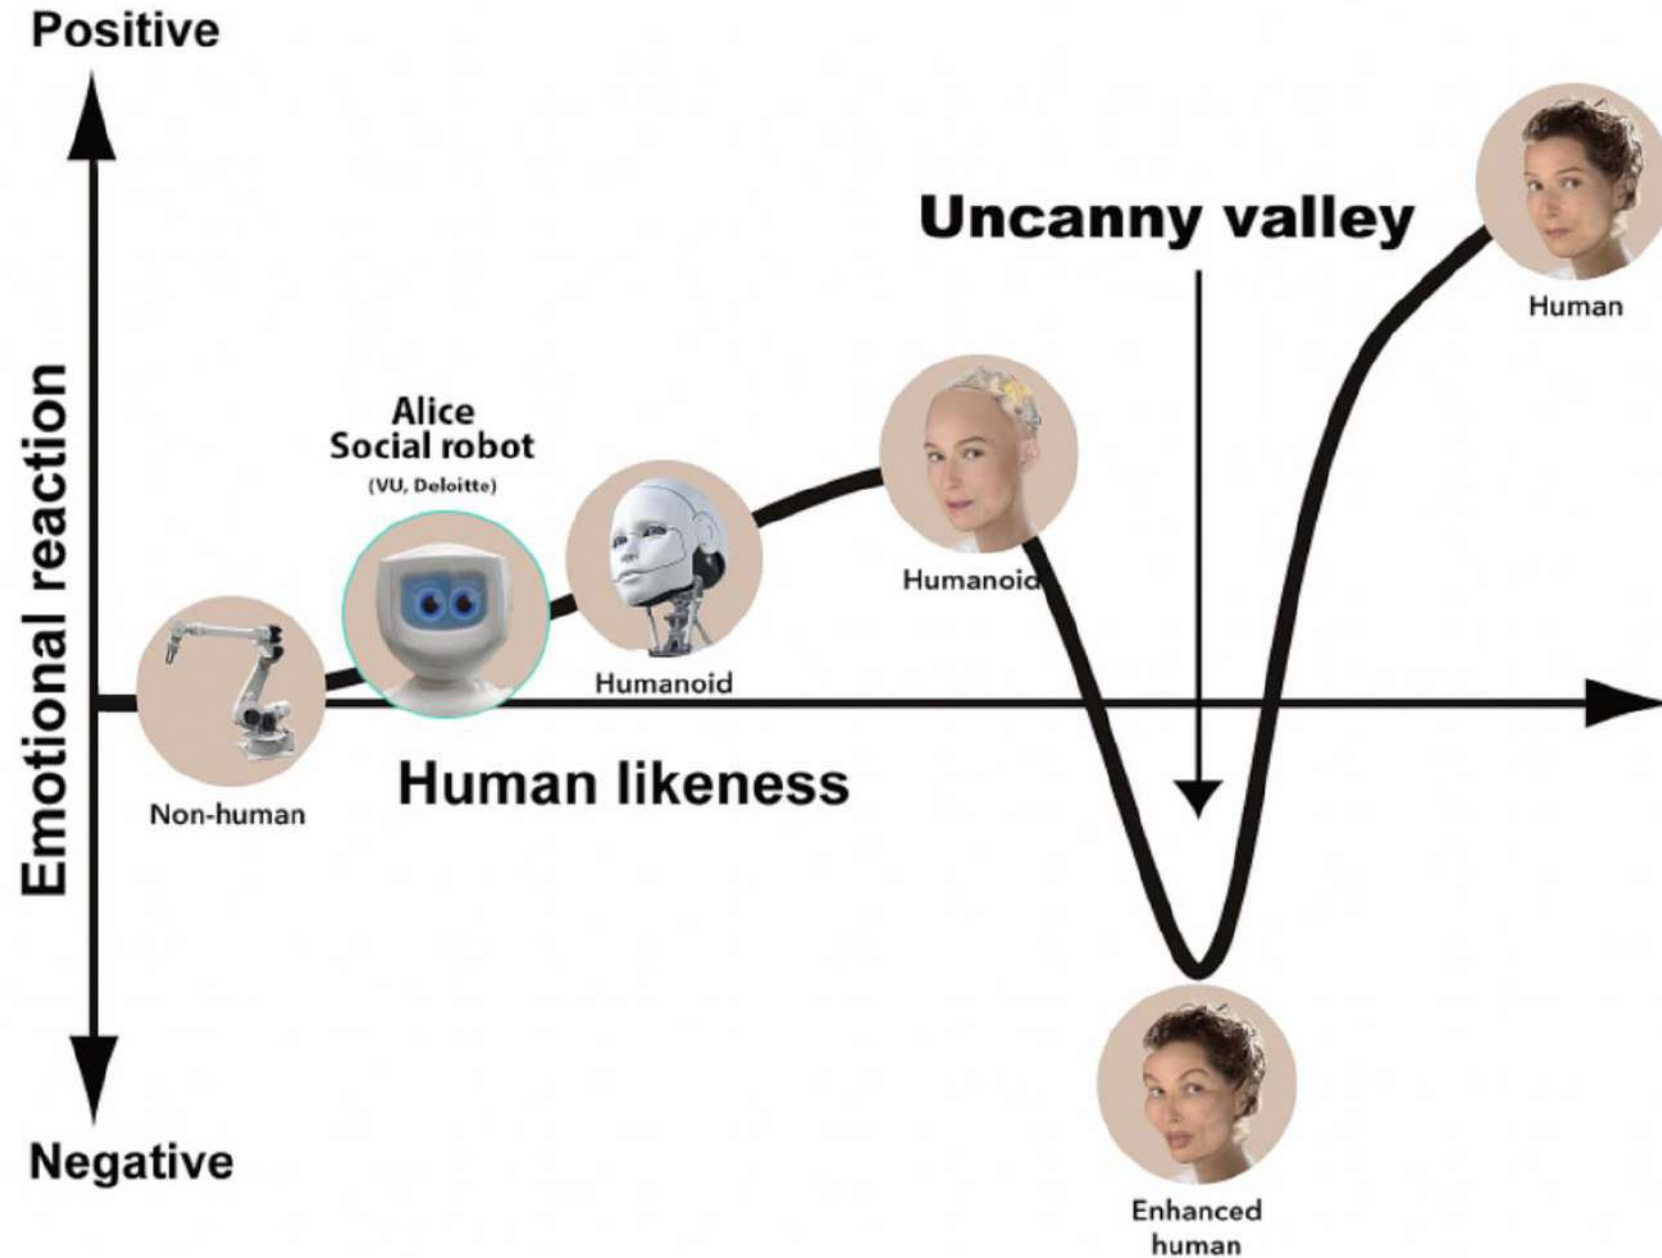 Positive
Uncanny valley
Human
Alice
Social robot
(VU, Deloitte)
Humanoid
Humanoid
Emotional reaction
Human likeness
Non-human
Negative
Enhanced
human